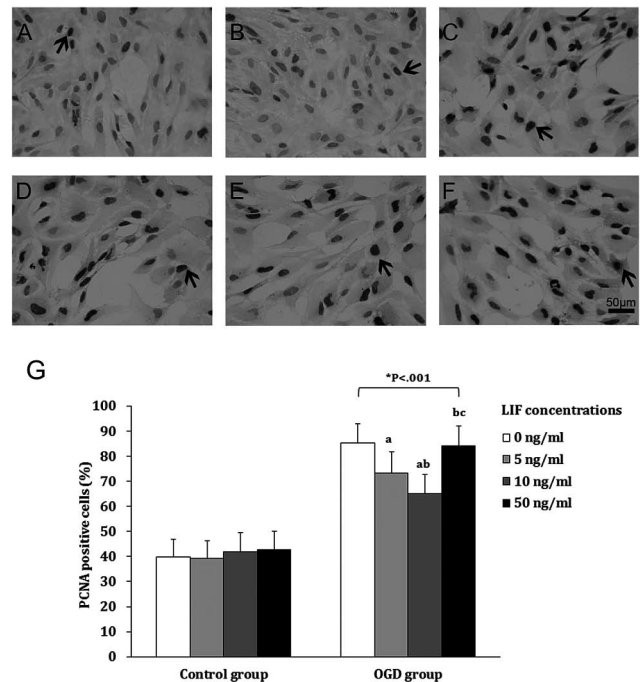 A
B
C
D
E
F
50µm
G
*P<.001
a
ab
bc
LIF concentrations
0 ng/ml
5 ng/ml
10 ng/ml
50 ng/ml
PCNA positive cells (%)
100
90
80
70
60
50
40
30
20
10
0
Control group
OGD group